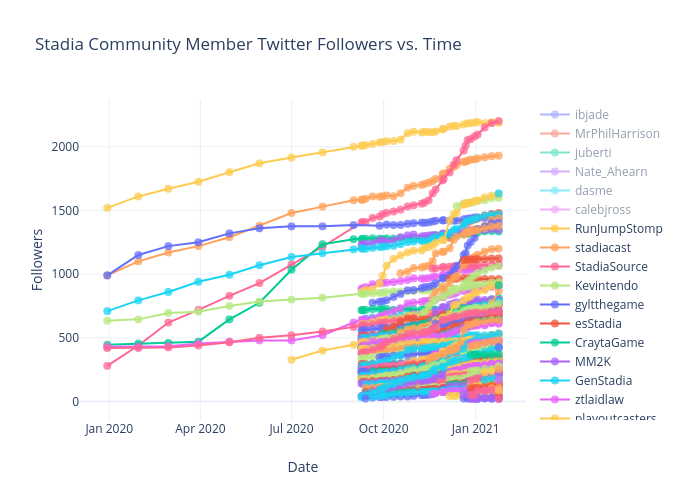 Stadia Community Member Twitter Followers vs. Time
Followers
2000
1500
1000
500
0
Jan 2020
Apr 2020
Jul 2020
Oct 2020
Jan 2021
Date
ibjade
MrPhilHarrison
juberti
Nate_Ahearn
dasme
calebjross
RunJumpStomp
stadiacast
StadiaSource
Kevintendo
gyltthegame
esStadia
CraytaGame
MM2K
GenStadia
ztlaidlaw
playoutcasters